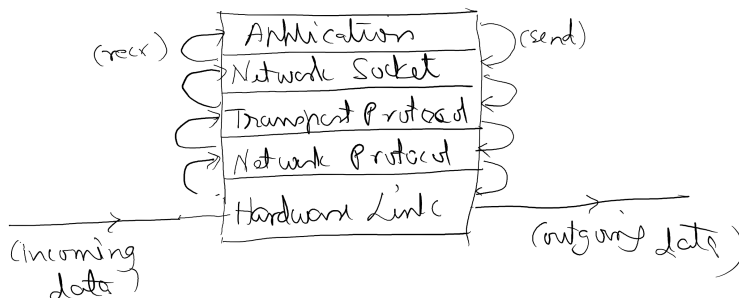 Application
(recv)
(send)
Network Socket
Transport Protocol
Network Protocol
Hardware Link
(incoming
data)
(outgoing data)